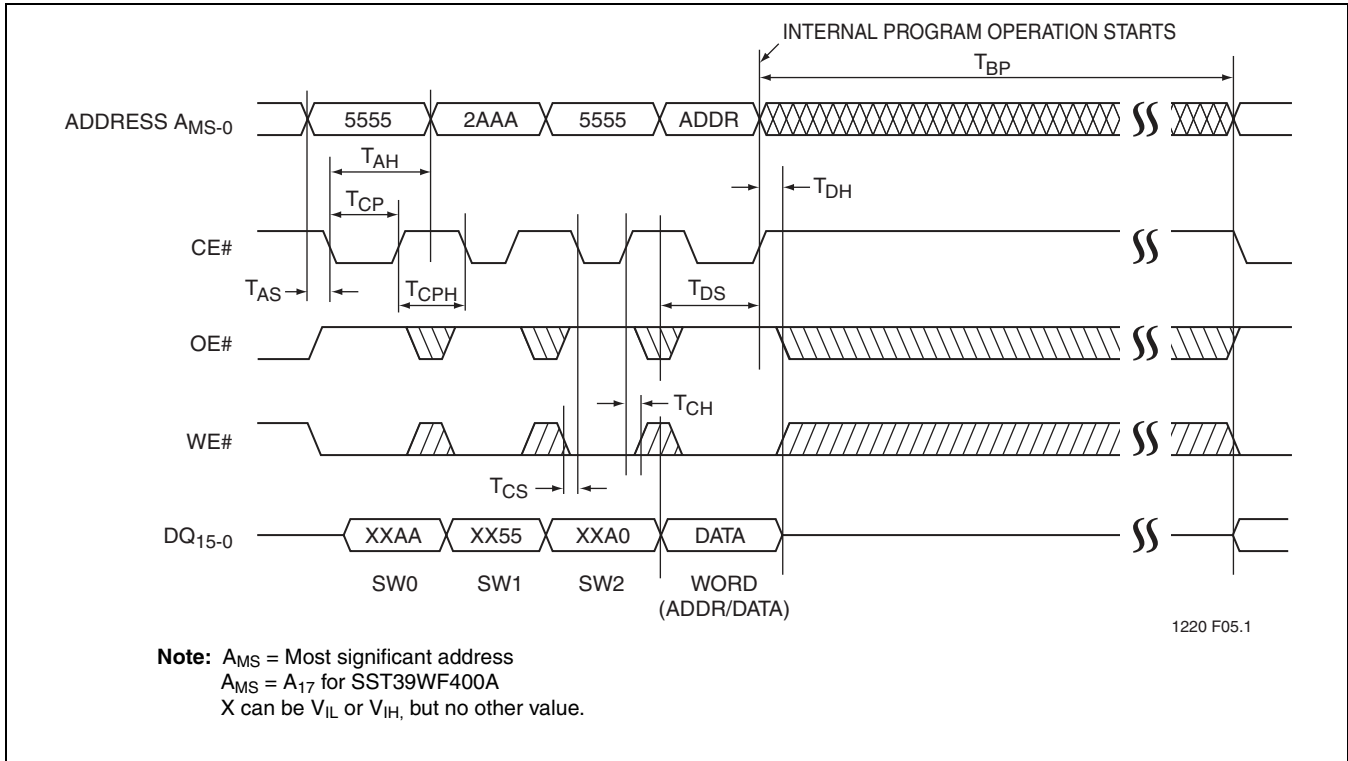 INTERNAL PROGRAM OPERATION STARTS
TBP
ADDRESS AMS-0
5555 2AAA 5555 ADDR
TAH
TDH
TCP
CE#
TAS
TCPH
TDS
OE#
TCH
WE#
TCS
DQ15-0
XXAA XX55 XXA0 DATA
SW0 SW1 SW2 WORD
(ADDR/DATA)
1220 F05.1
Note: AMS = Most significant address
AMS = A17 for SST39WF400A
X can be VIL or VIH, but no other value.